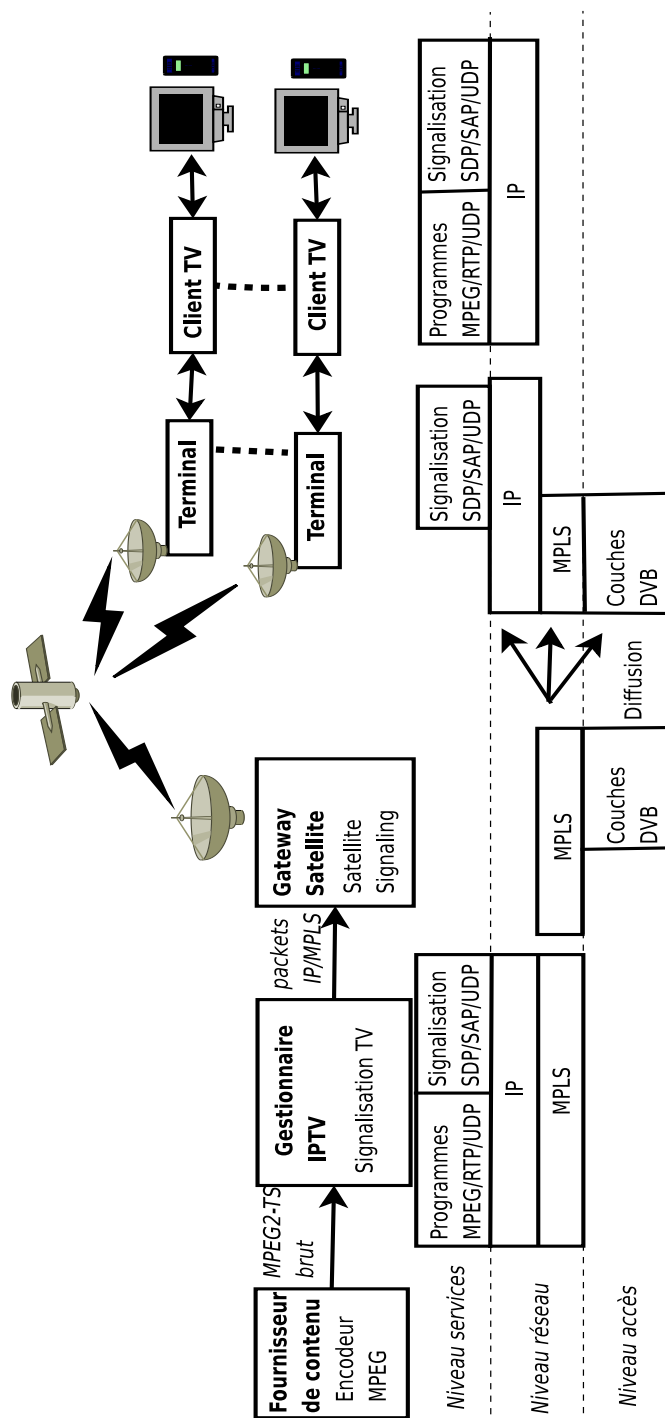 Fournisseur
de contenu
Encodeur
MPEG
MPEG2-TS
brut
Gestionnaire
IPTV
Signalisation TV
packets
IP/MPLS
Gateway
Satellite
Satellite
Signaling
Terminal
Terminal
Client TV
Client TV
Niveau services
Programmes
MPEG/RTP/UDP
Signalisation
SDP/SAP/UDP
Signalisation
SDP/SAP/UDP
Programmes
MPEG/RTP/UDP
Signalisation
SDP/SAP/UDP
Niveau réseau
IP
MPLS
MPLS
IP
MPLS
IP
Niveau accès
Couches
DVB
Diffusion
Couches
DVB